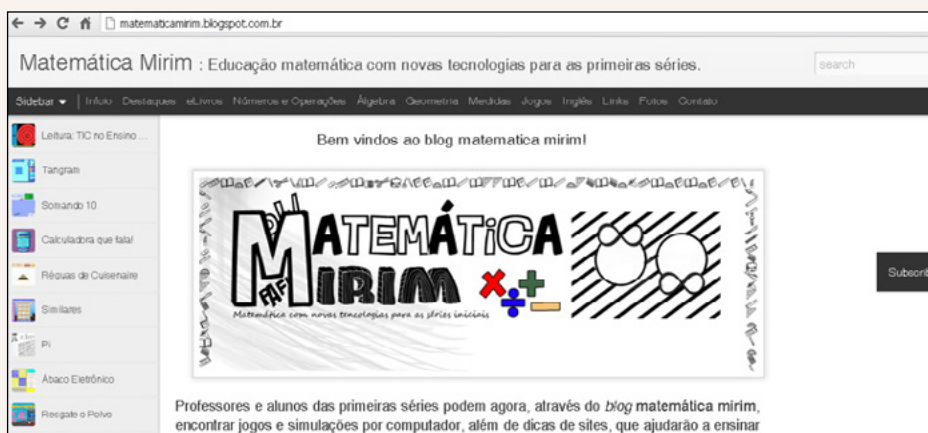 matematicamirim.blogspot.com.br
Matemática Mirim : Educação matemática com novas tecnologias para as primeiras séries.
search
Sidebar
Início Destaques eLivros Números e Operações Álgebra Geometria Medidas Jogos Inglês Links Fotos Contato
Leitura: TIC no Ensino ...
Tangram
Somando 10
Calculadora que fala!
Réguas de Cuisenaire
Similares
Pi
Ábaco Eletrônico
Resgate o Polvo
Bem vindos ao blog matematica mirim!
MATEMÁTiCA
MIRIM
Matemática com novas tencologias para as séries iniciais
Subscrib
Professores e alunos das primeiras séries podem agora, através do blog matemática mirim,
encontrar jogos e simulações por computador, além de dicas de sites, que ajudarão a ensinar